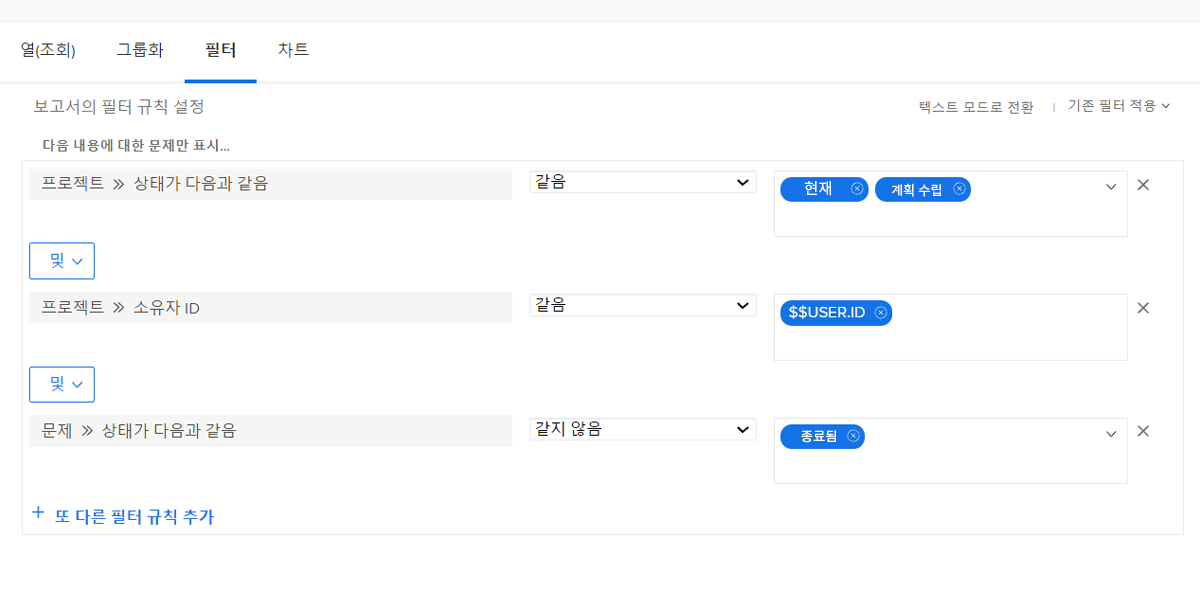 열(조회) 그룹화 필터 차트
보고서의 필터 규칙 설정 텍스트 모드로 전환 기존 필터 적용
다음 내용에 대한 문제만 표시...
프로젝트 » 상태가 다음과 같음 같음 현재 계획 수립
및
프로젝트 » 소유자 ID 같음 $$USER.ID
및
문제 » 상태가 다음과 같음 같지 않음 종료됨
+ 또 다른 필터 규칙 추가